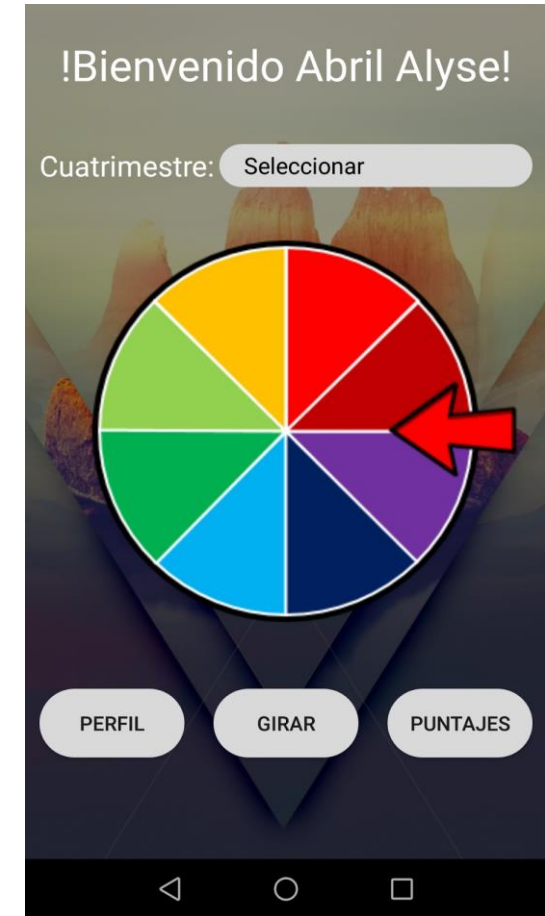 !Bienvenido Abril Alyse!
Cuatrimestre: Seleccionar
PERFIL GIRAR PUNTAJES